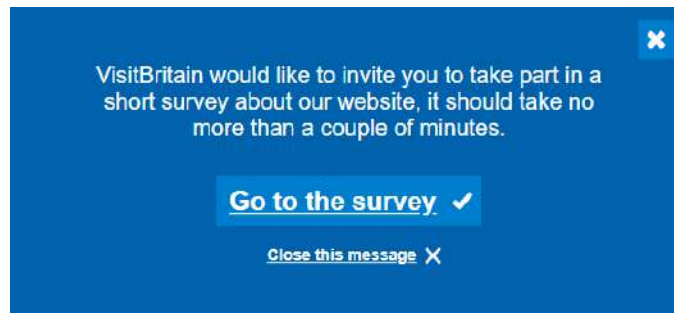 VisitBritain would like to invite you to take part in a
short survey about our website, it should take no
more than a couple of minutes.
Go to the survey
Close this message